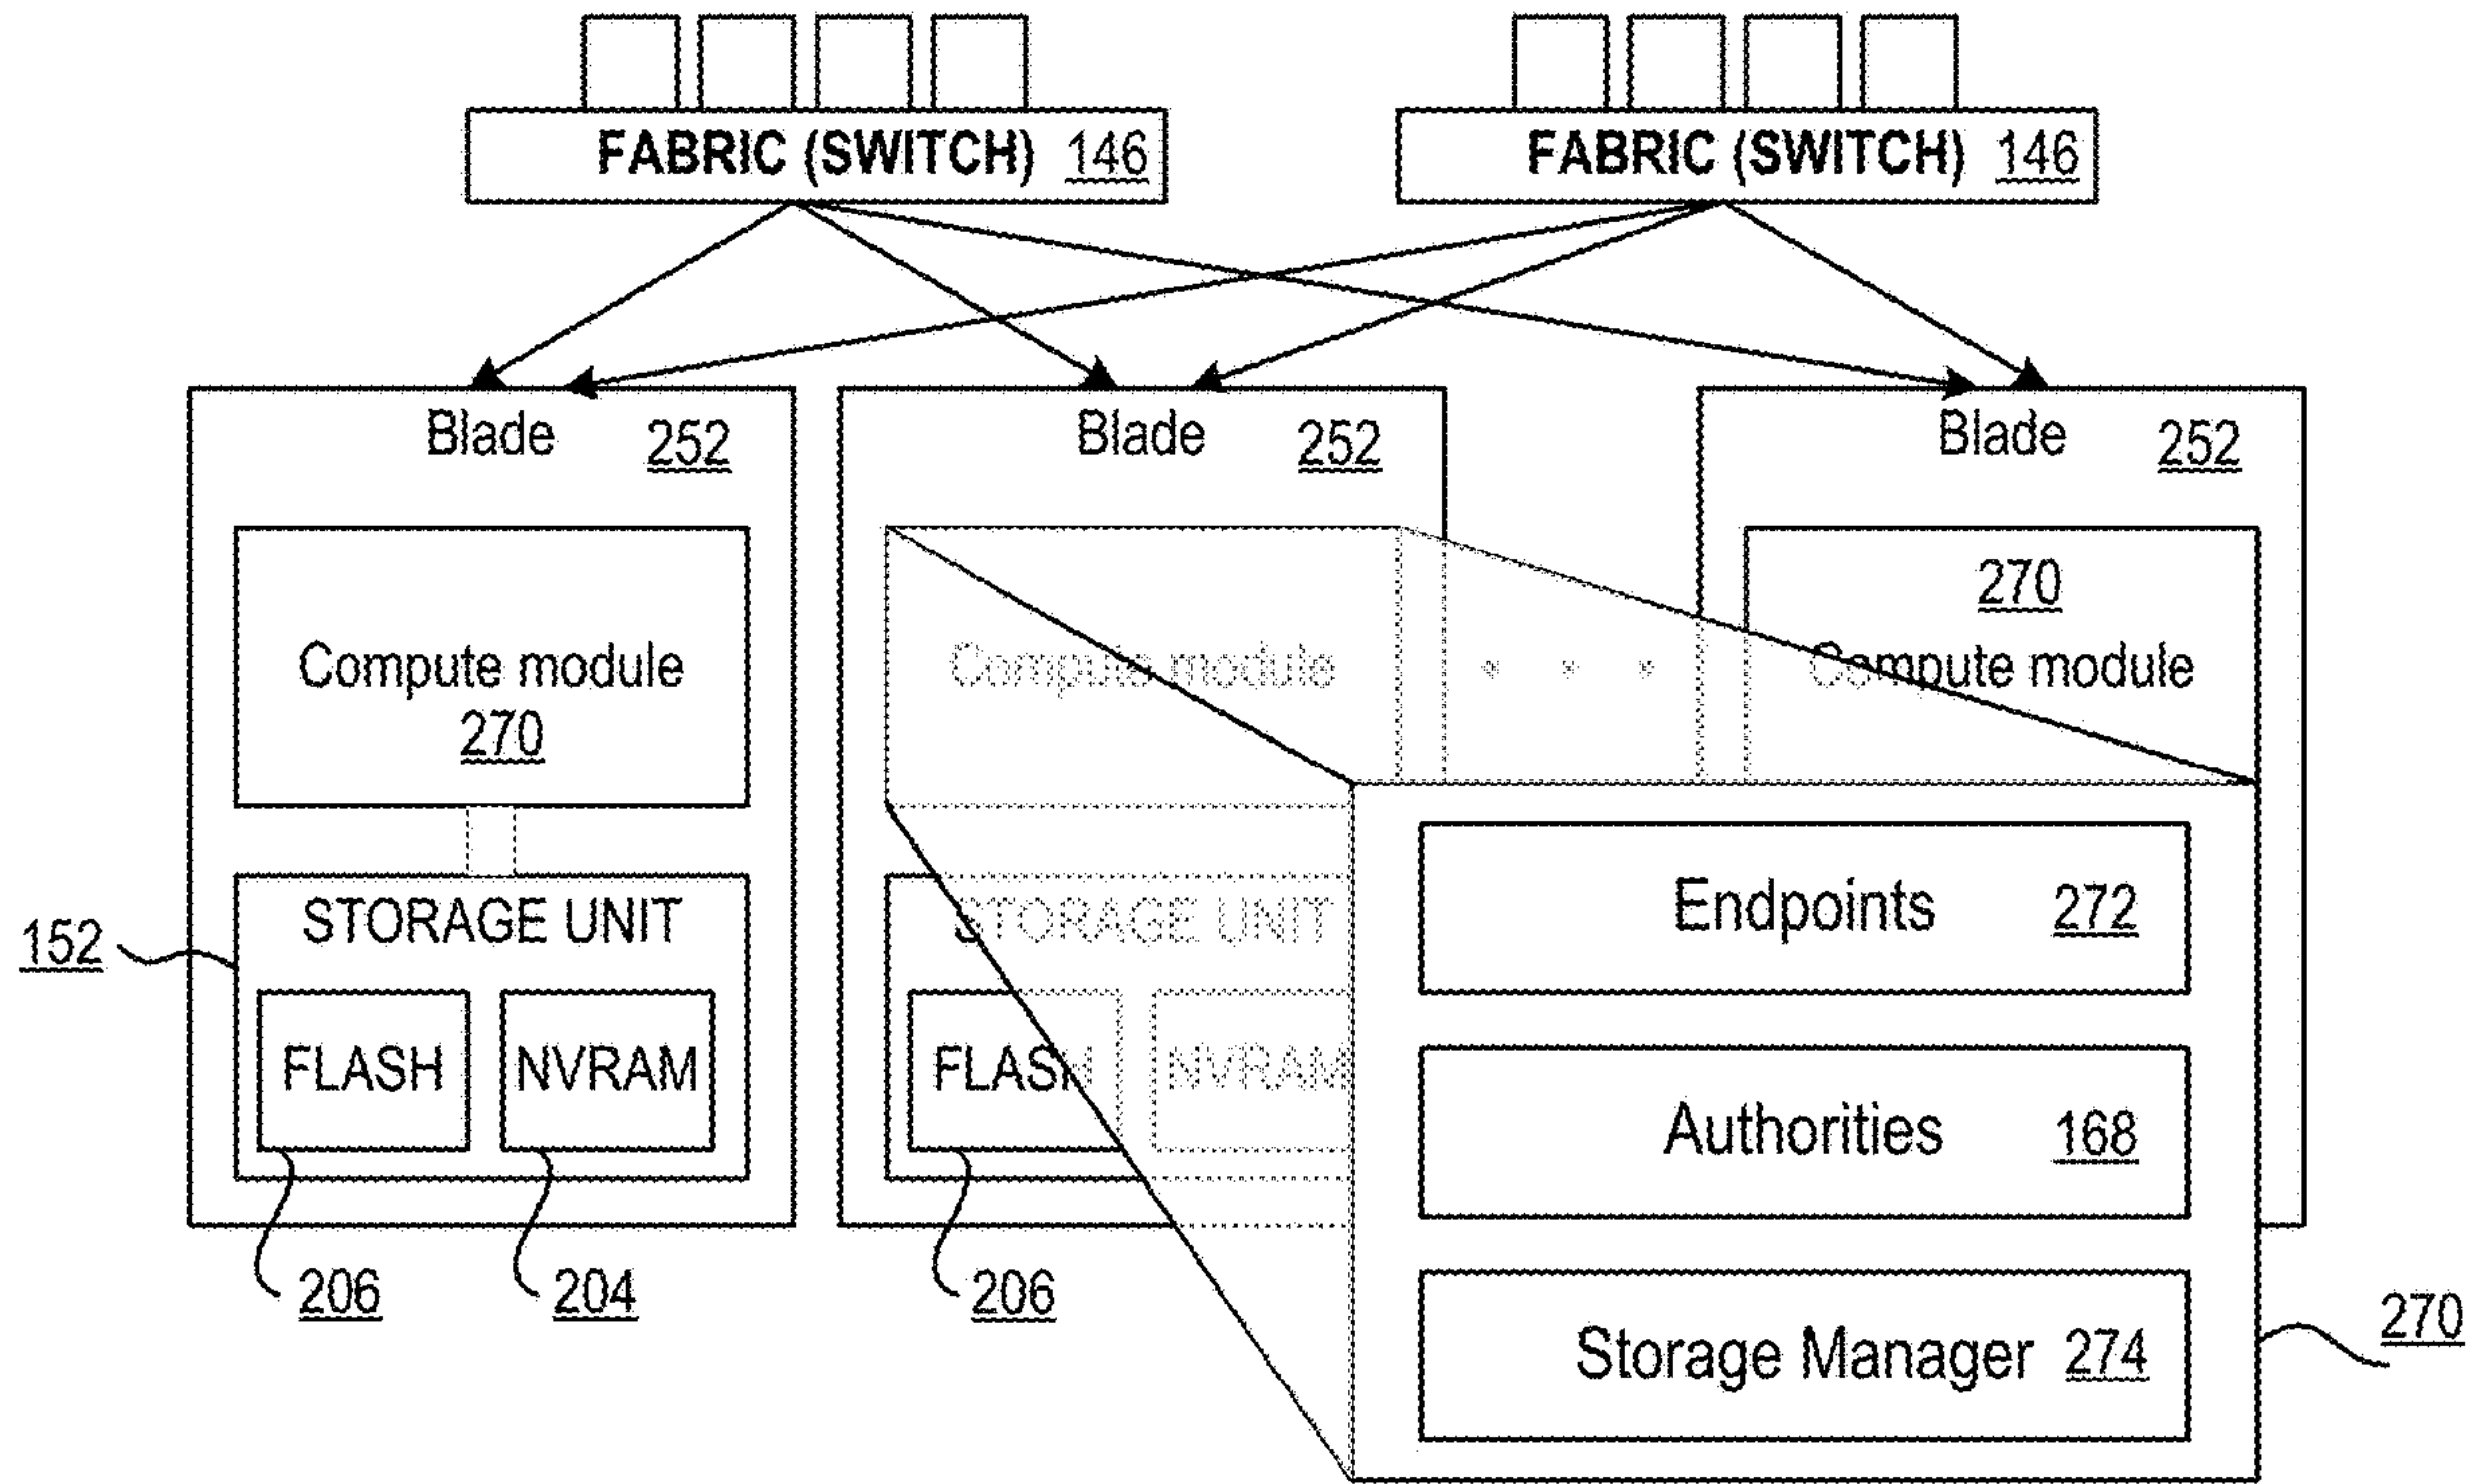 FABRIC (SWITCH) 146
FABRIC (SWITCH) 146
Blade 252
Blade 252
Blade 252
Compute module
270
Compute module
270
Compute module
152
STORAGE UNIT
FLASH
NVRAM
206
204
STORAGE UNIT
FLASH
NVRAM
206
Endpoints 272
Authorities 168
Storage Manager 274
270